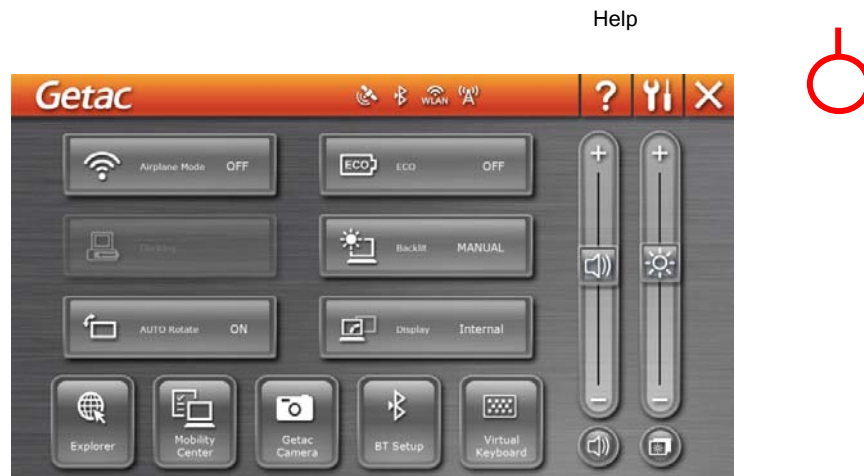 Help
Getac
WLAN
?
Airplane Mode OFF
ECO ECO OFF
Docking
Backlit MANUAL
AUTO Rotate ON
Display Internal
Explorer
Mobility
Center
Getac
Camera
BT Setup
Virtual
Keyboard